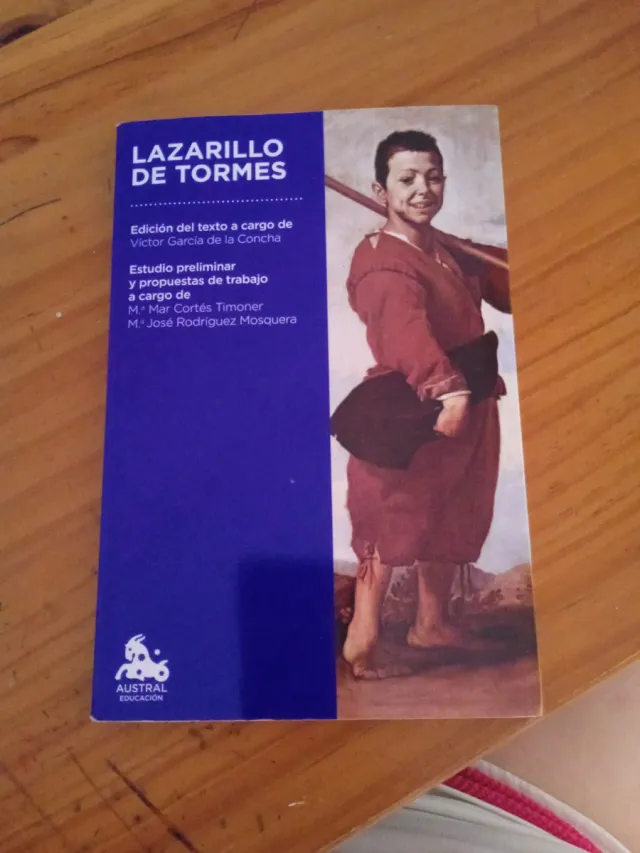 LAZARILLO
DE TORMES
Edición del texto a cargo de
Víctor García de la Concha
Estudio preliminar
y propuestas de trabajo
a cargo de
M.ª Mar Cortés Timoner
M.ª José Rodríguez Mosquera
AUSTRAL
EDUCACIÓN